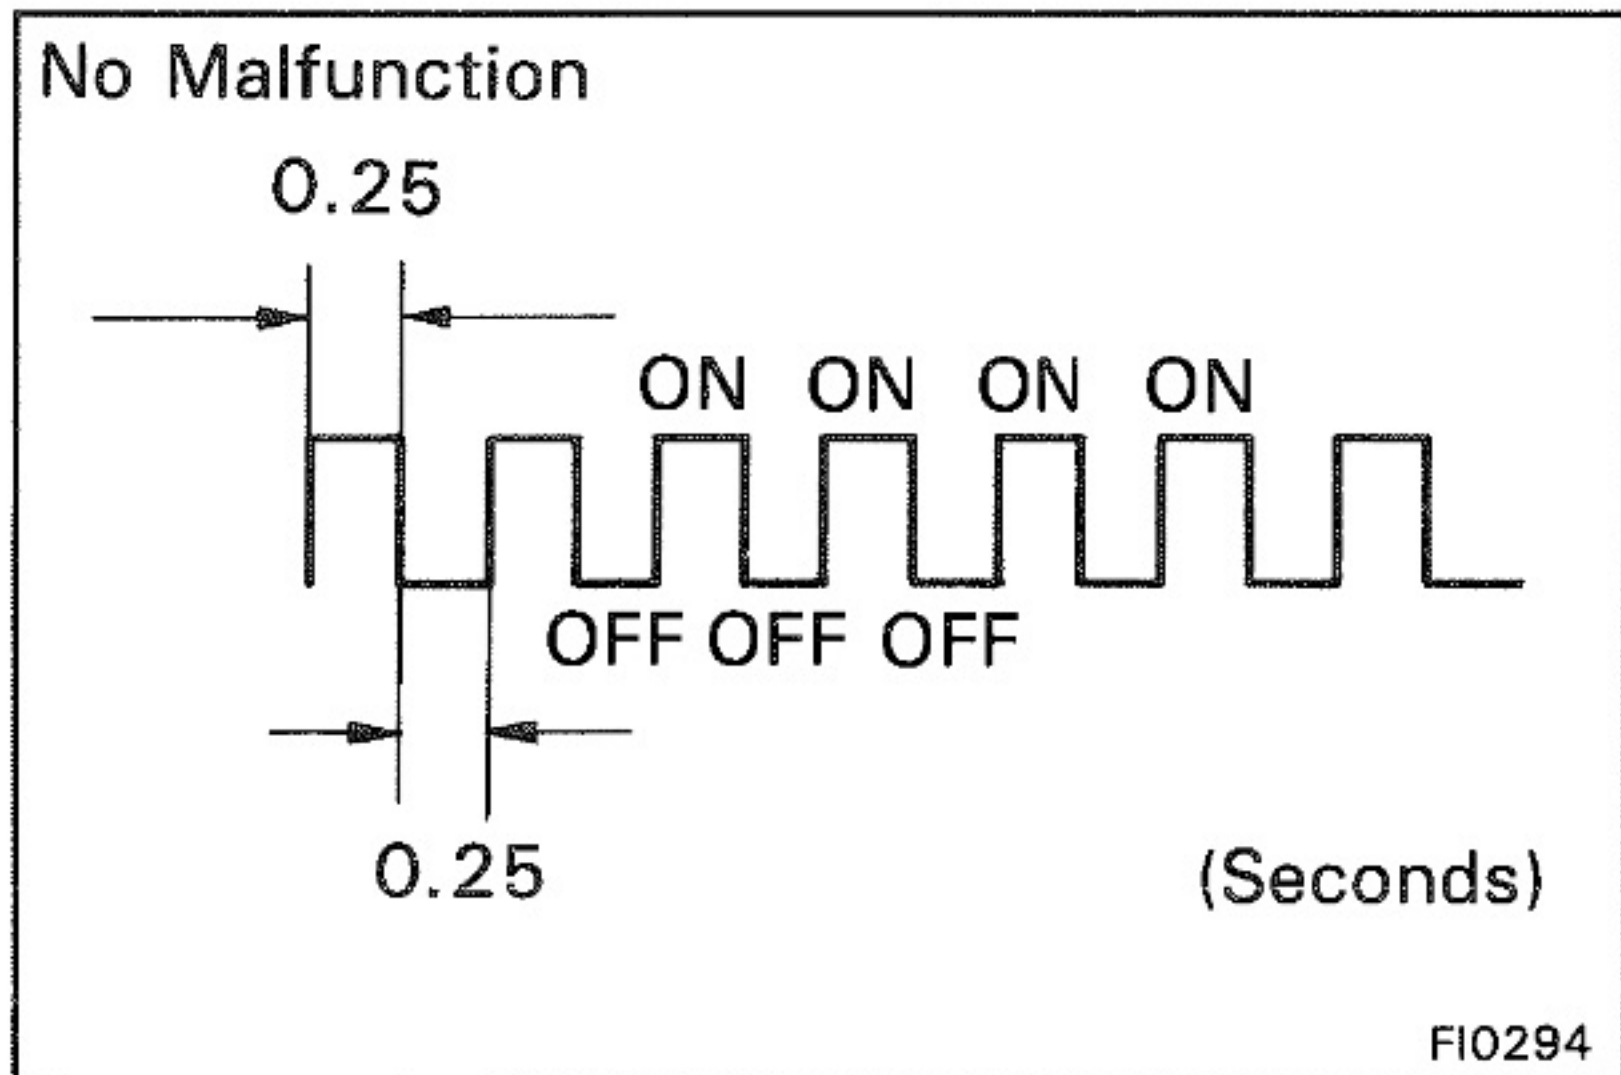 No Malfunction
0.25
ON ON ON ON
OFF OFF OFF
0.25
(Seconds)
FI0294